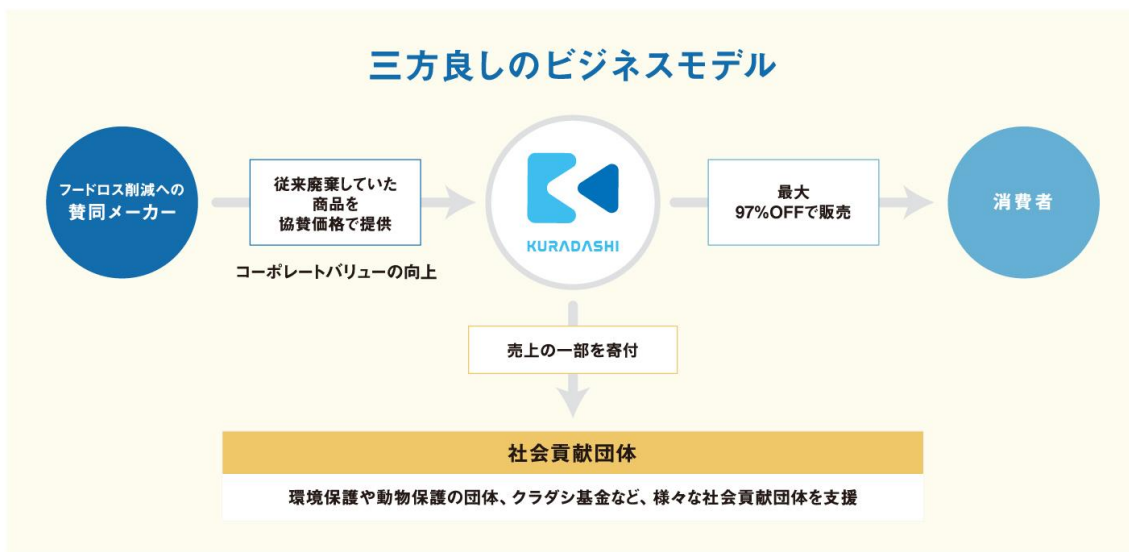 三方良しのビジネスモデル
フードロス削減への
賛同メーカー
従来廃棄していた
商品を
協賛価格で提供
コーポレートバリューの向上
KURADASHI
最大
97%OFFで販売
消費者
売上の一部を寄付
社会貢献団体
環境保護や動物保護の団体、クラダシ基金など、様々な社会貢献団体を支援